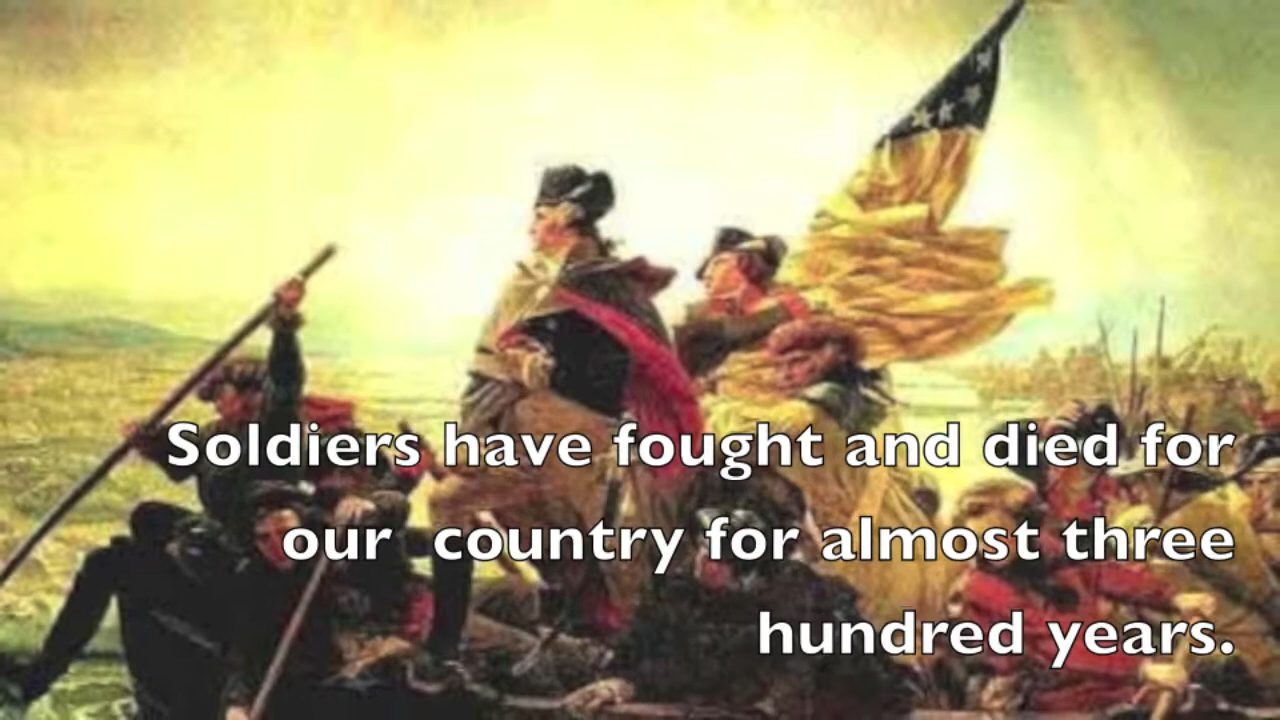 Soldiers have fought and died for
our  country for almost three
hundred years.